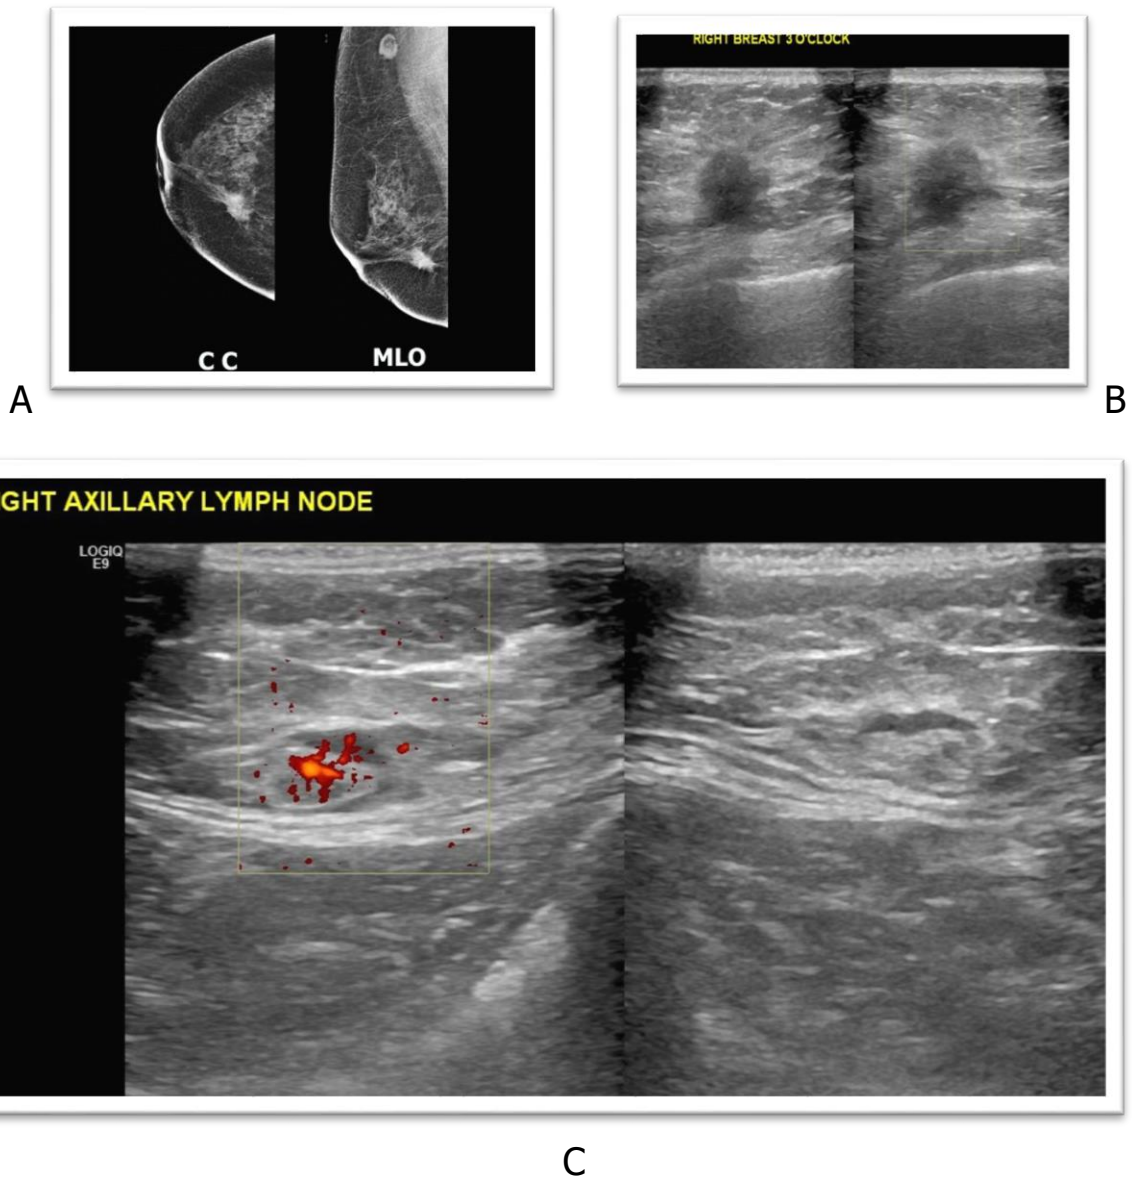 C C
MLO
A
RIGHT BREAST 3 O'CLOCK
B
GHT AXILLARY LYMPH NODE
LOGIQ
E9
C